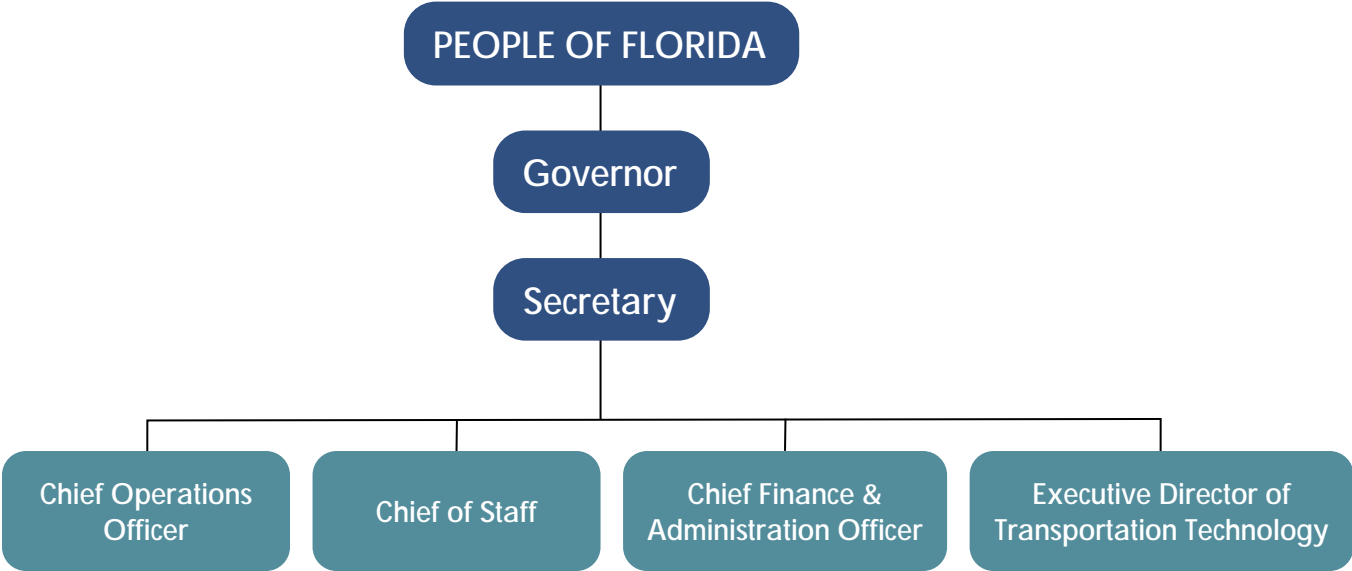 PEOPLE OF FLORIDA
Governor
Secretary
Chief Operations
Officer
Chief of Staff
Chief Finance &
Administration Officer
Executive Director of
Transportation Technology